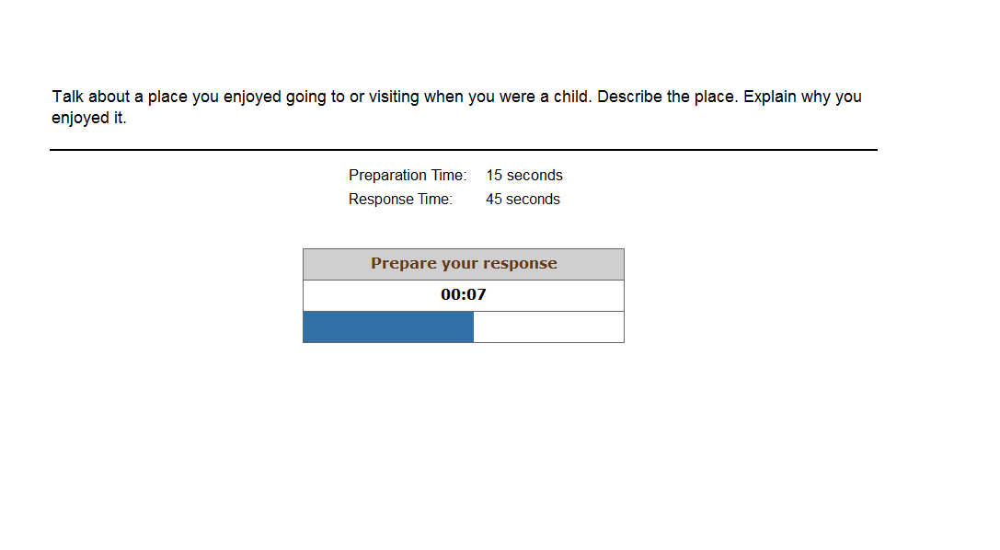 Talk about a place you enjoyed going to or visiting when you were a child. Describe the place. Explain why you
enjoyed it.
Preparation Time: 15 seconds
Response Time: 45 seconds
Prepare your response
00:07